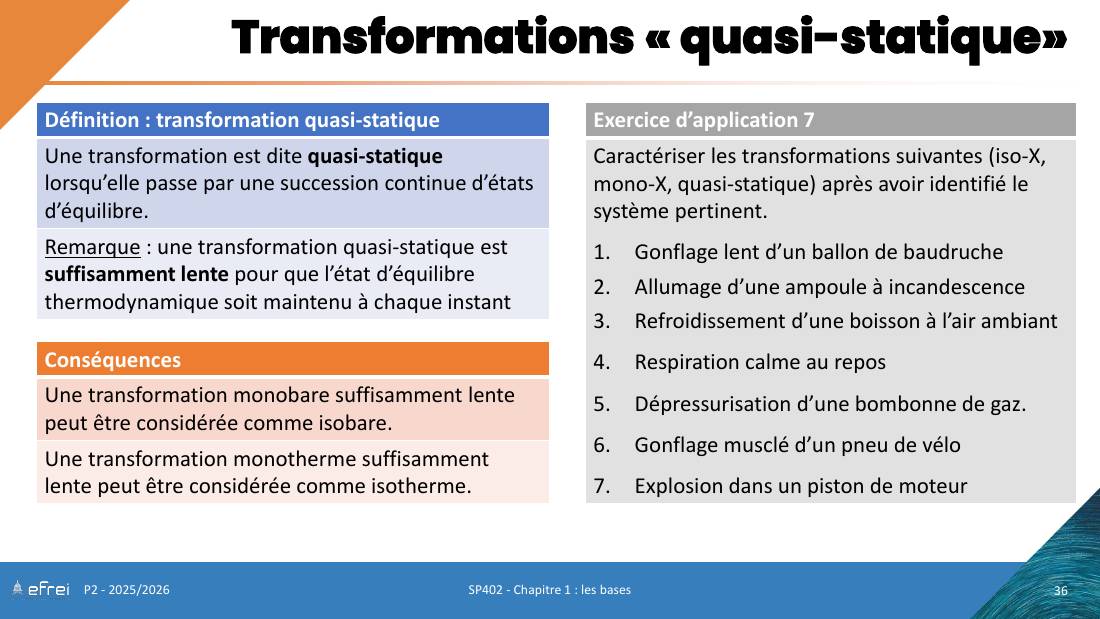 Transformations « quasi-statique»
Définition : transformation quasi-statique
Une transformation est dite quasi-statique
lorsqu’elle passe par une succession continue d’états
d’équilibre.
Remarque : une transformation quasi-statique est
suffisamment lente pour que l’état d’équilibre
thermodynamique soit maintenu à chaque instant
Conséquences
Une transformation monobare suffisamment lente
peut être considérée comme isobare.
Une transformation monotherme suffisamment
lente peut être considérée comme isotherme.
Exercice d’application 7
Caractériser les transformations suivantes (iso-X,
mono-X, quasi-statique) après avoir identifié le
système pertinent.
1. Gonflage lent d’un ballon de baudruche
2. Allumage d’une ampoule à incandescence
3. Refroidissement d’une boisson à l’air ambiant
4. Respiration calme au repos
5. Dépressurisation d’une bombonne de gaz.
6. Gonflage musclé d’un pneu de vélo
7. Explosion dans un piston de moteur
efrei P2 - 2025/2026
SP402 - Chapitre 1 : les bases
36